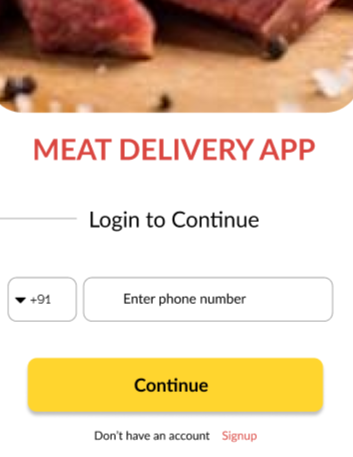 MEAT DELIVERY APP
Login to Continue
+91 Enter phone number
Continue
Don't have an account Signup